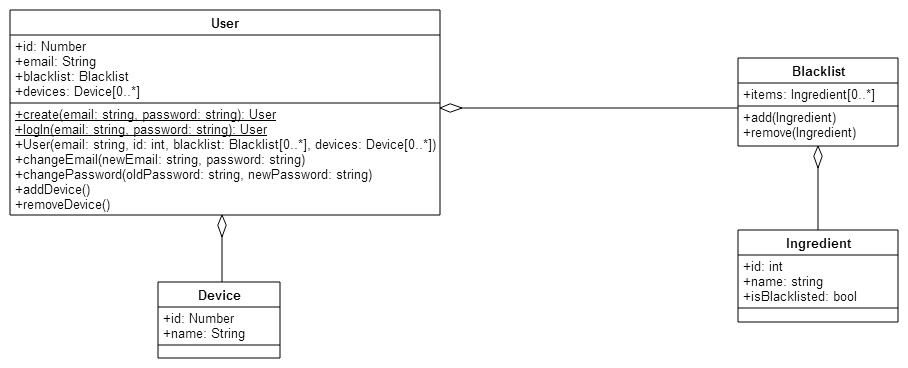 User
+id: Number
+email: String
+blacklist: Blacklist
+devices: Device[0..*]
+create(email: string, password: string): User
+logIn(email: string, password: string): User
+User(email: string, id: int, blacklist: Blacklist[0..*], devices: Device[0..*])
+changeEmail(newEmail: string, password: string)
+changePassword(oldPassword: string, newPassword: string)
+addDevice()
+removeDevice()
Blacklist
+items: Ingredient[0..*]
+add(Ingredient)
+remove(Ingredient)
Device
+id: Number
+name: String
Ingredient
+id: int
+name: string
+isBlacklisted: bool